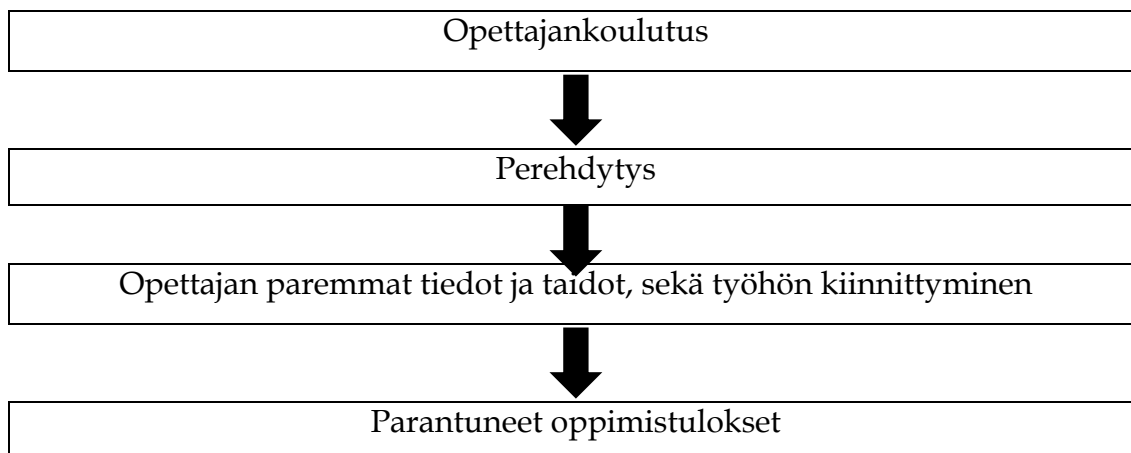 Opettajankoulutus
Perehdytys
Opettajan paremmat tiedot ja taidot, sekä työhön kiinnittyminen
Parantuneet oppimistulokset